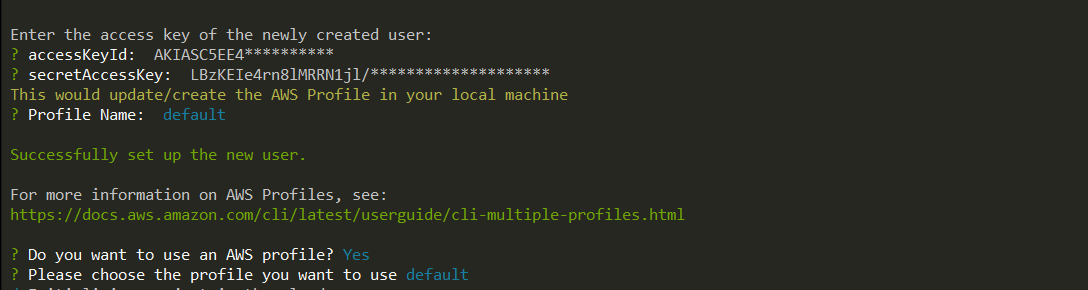 Enter the access key of the newly created user:
? accessKeyId: AKIASC5EE4**********
? secretAccessKey: LBzKEIe4rn8lMRRN1jl/********************
This would update/create the AWS Profile in your local machine
? Profile Name: default
Successfully set up the new user.
For more information on AWS Profiles, see:
https://docs.aws.amazon.com/cli/latest/userguide/cli-multiple-profiles.html
? Do you want to use an AWS profile? Yes
? Please choose the profile you want to use default